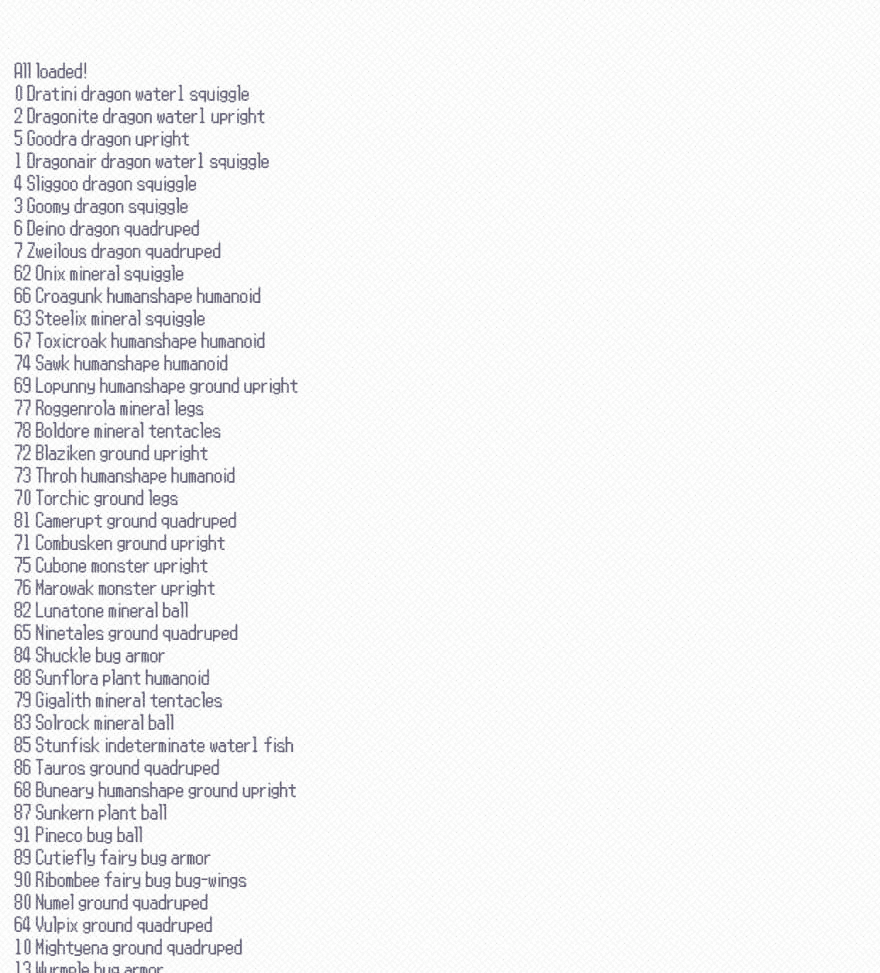 All loaded!
0 Dratini dragon water1 squiggle
2 Dragonite dragon water1 upright
5 Goodra dragon upright
1 Dragonair dragon water1 squiggle
4 Sliggoo dragon squiggle
3 Goomy dragon squiggle
6 Deino dragon quadruped
7 Zweilous dragon quadruped
62 Onix mineral squiggle
66 Croagunk humanshape humanoid
63 Steelix mineral squiggle
67 Toxicroak humanshape humanoid
74 Sawk humanshape humanoid
69 Lopunny humanshape ground upright
77 Roggenrola mineral legs
78 Boldore mineral tentacles
72 Blaziken ground upright
73 Throh humanshape humanoid
70 Torchic ground legs
81 Camerupt ground quadruped
71 Combusken ground upright
75 Cubone monster upright
76 Marowak monster upright
82 Lunatone mineral ball
65 Ninetales ground quadruped
84 Shuckle bug armor
88 Sunflora plant humanoid
79 Gigalith mineral tentacles
83 Solrock mineral ball
85 Stunfisk indeterminate water1 fish
86 Tauros ground quadruped
68 Buneary humanshape ground upright
87 Sunkern plant ball
91 Pineco bug ball
89 Cutiefly fairy bug armor
90 Ribombee fairy bug bug-wings
80 Numel ground quadruped
64 Vulpix ground quadruped
10 Mightyena ground quadruped
13 Wurmple bug armor